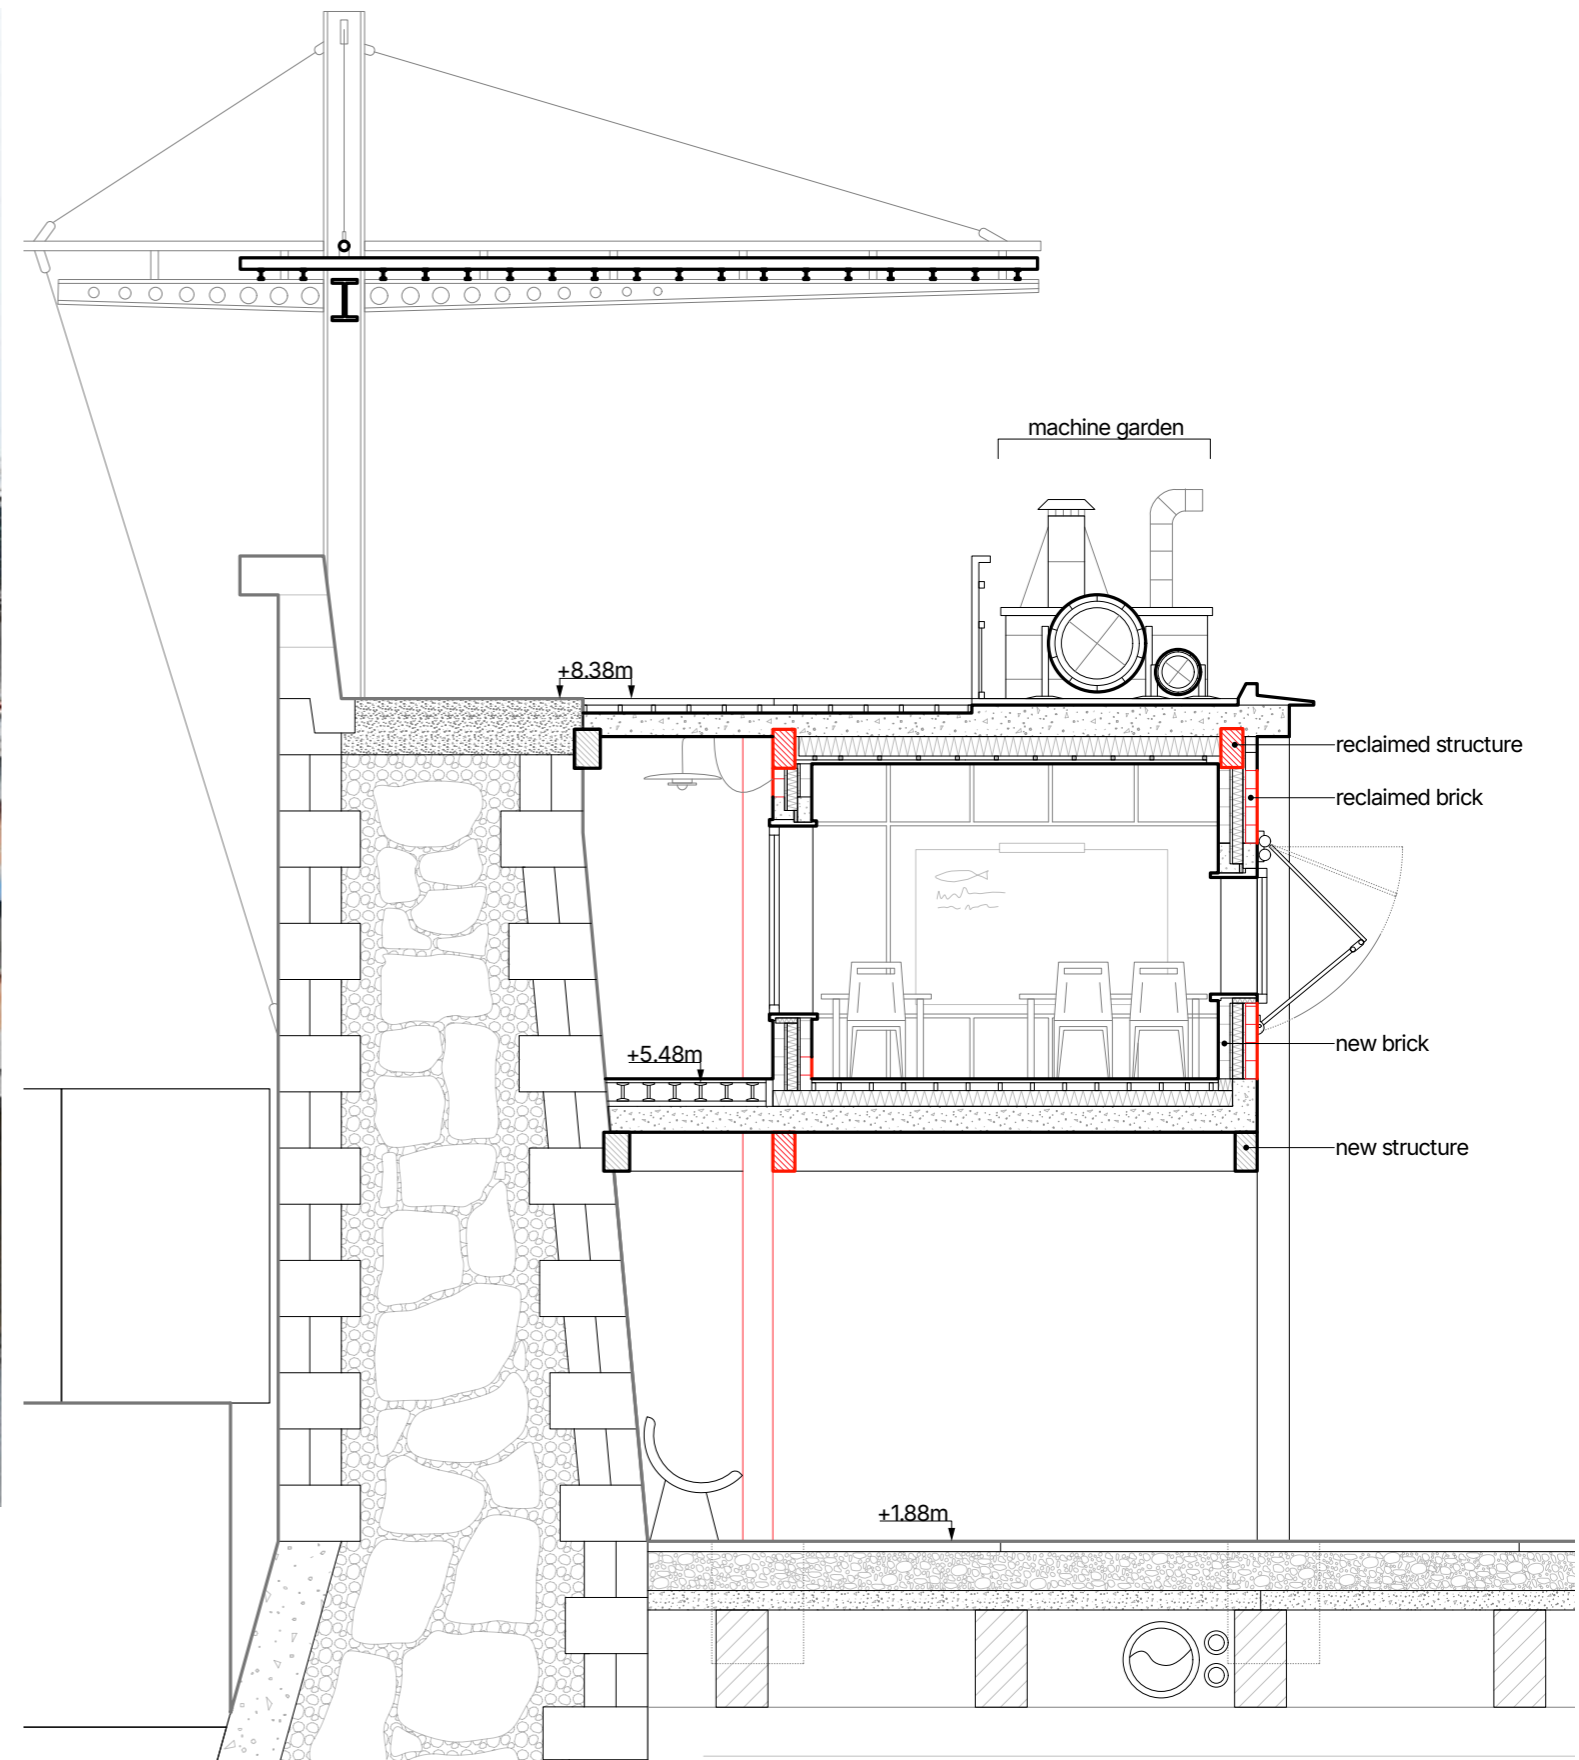 machine garden
+8.38m
reclaimed structure
reclaimed brick
+5.48m
new brick
new structure
+1.88m